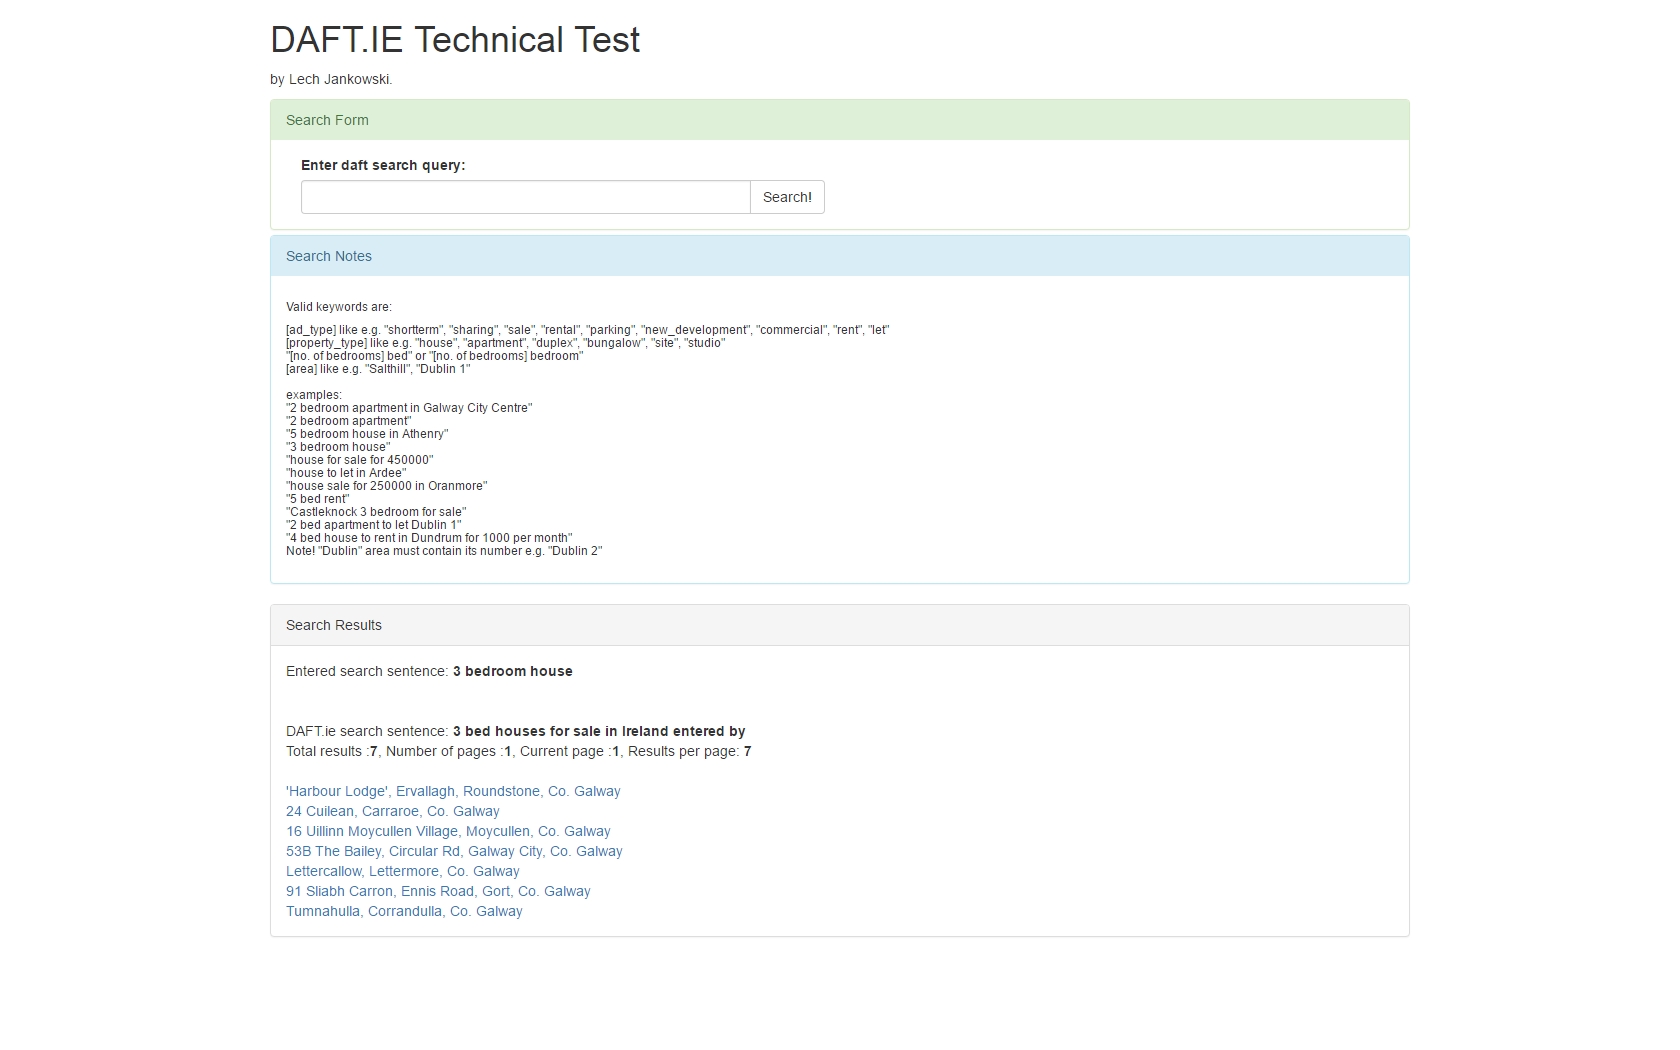 DAFT.IE Technical Test
by Lech Jankowski.
Search Form
Enter daft search query:
Search!
Search Notes
Valid keywords are:
[ad_type] like e.g. "shortterm", "sharing", "sale", "rental", "parking", "new_development", "commercial", "rent", "let"
[property_type] like e.g. "house", "apartment", "duplex", "bungalow", "site", "studio"
"[no. of bedrooms] bed" or "[no. of bedrooms] bedroom"
[area] like e.g. "Salthill", "Dublin 1"
examples:
"2 bedroom apartment in Galway City Centre"
"2 bedroom apartment"
"5 bedroom house in Athenry"
"3 bedroom house"
"house for sale for 450000"
"house to let in Ardee"
"house sale for 250000 in Oranmore"
"5 bed rent"
"Castleknock 3 bedroom for sale"
"2 bed apartment to let Dublin 1"
"4 bed house to rent in Dundrum for 1000 per month"
Note! "Dublin" area must contain its number e.g. "Dublin 2"
Search Results
Entered search sentence: 3 bedroom house
DAFT.ie search sentence: 3 bed houses for sale in Ireland entered by
Total results :7, Number of pages :1, Current page :1, Results per page: 7
'Harbour Lodge', Ervallagh, Roundstone, Co. Galway
24 Cuilean, Carraroe, Co. Galway
16 Uillinn Moycullen Village, Moycullen, Co. Galway
53B The Bailey, Circular Rd, Galway City, Co. Galway
Lettercallow, Lettermore, Co. Galway
91 Sliabh Carron, Ennis Road, Gort, Co. Galway
Tumnahulla, Corrandulla, Co. Galway